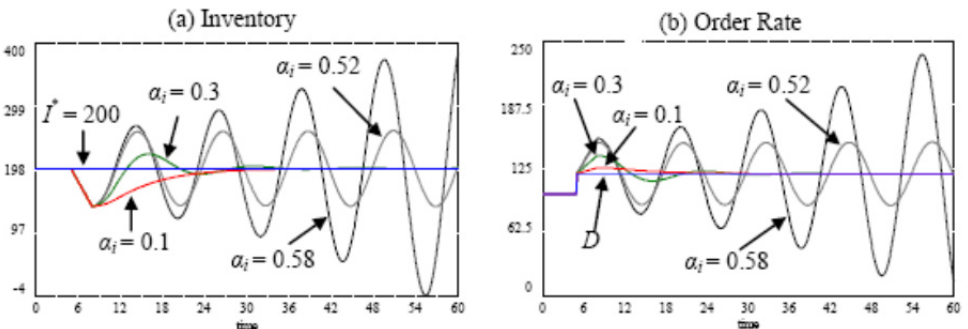 (a) Inventory
400
299
198
97
-4
0 6 12 18 24 30 36 42 48 54 60
time
I* = 200
αi = 0.3
αi = 0.52
αi = 0.1
αi = 0.58
(b) Order Rate
250
187.5
125
62.5
0
0 6 12 18 24 30 36 42 48 54 60
time
αi = 0.3
αi = 0.1
αi = 0.52
D
αi = 0.58